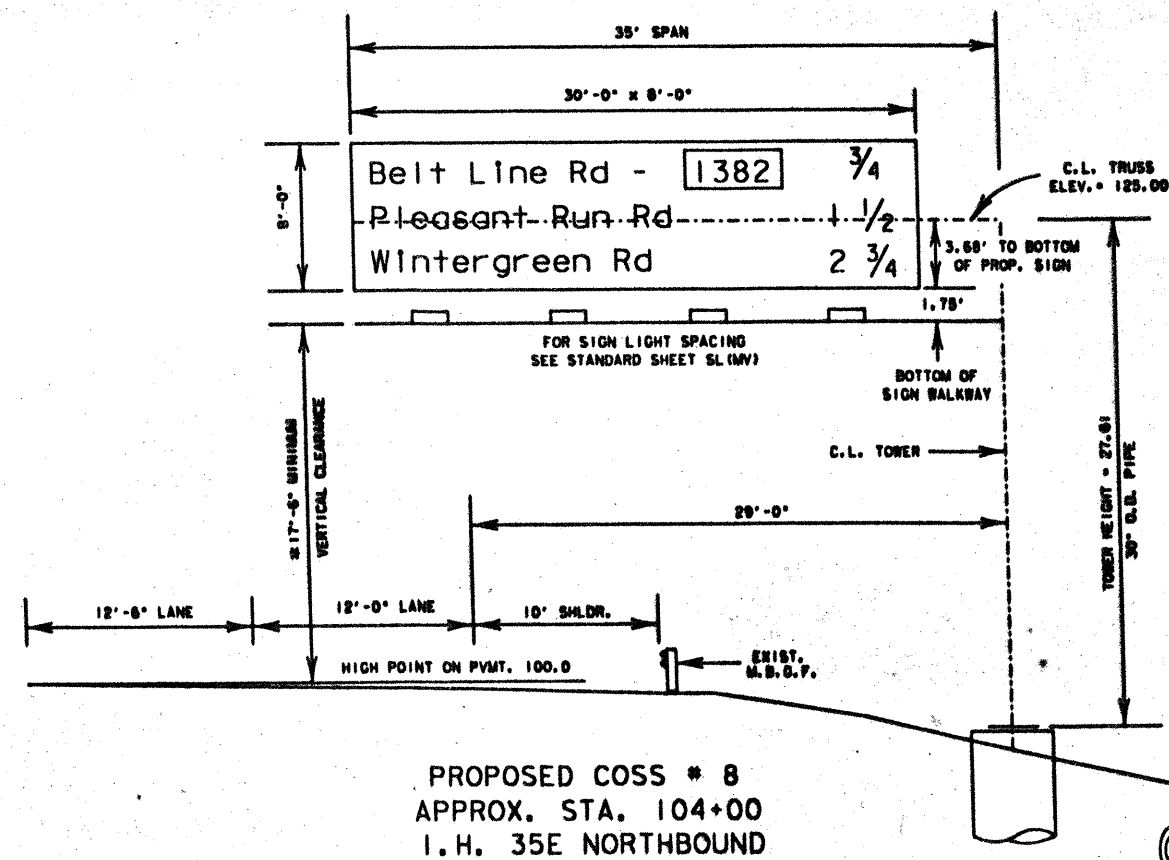 35' SPAN
30'-0" x 8'-0"
8'-0"
Belt Line Rd - 1382 3/4
Pleasant Run Rd 1 1/2
Wintergreen Rd 2 3/4
C.L. TRUSS
ELEV. = 125.00
3.68' TO BOTTOM
OF PROP. SIGN
1.75'
FOR SIGN LIGHT SPACING
SEE STANDARD SHEET SL(MV)
BOTTOM OF
SIGN WALKWAY
17'-6" MINIMUM
VERTICAL CLEARANCE
C.L. TOWER
TOWER HEIGHT = 27.61
30" O.D. PIPE
29'-0"
12'-6" LANE
12'-0" LANE
10' SHLDR.
HIGH POINT ON PVMT. 100.0
EXIST.
M.B.G.F.
PROPOSED COSS # 8
APPROX. STA. 104+00
I.H. 35E NORTHBOUND